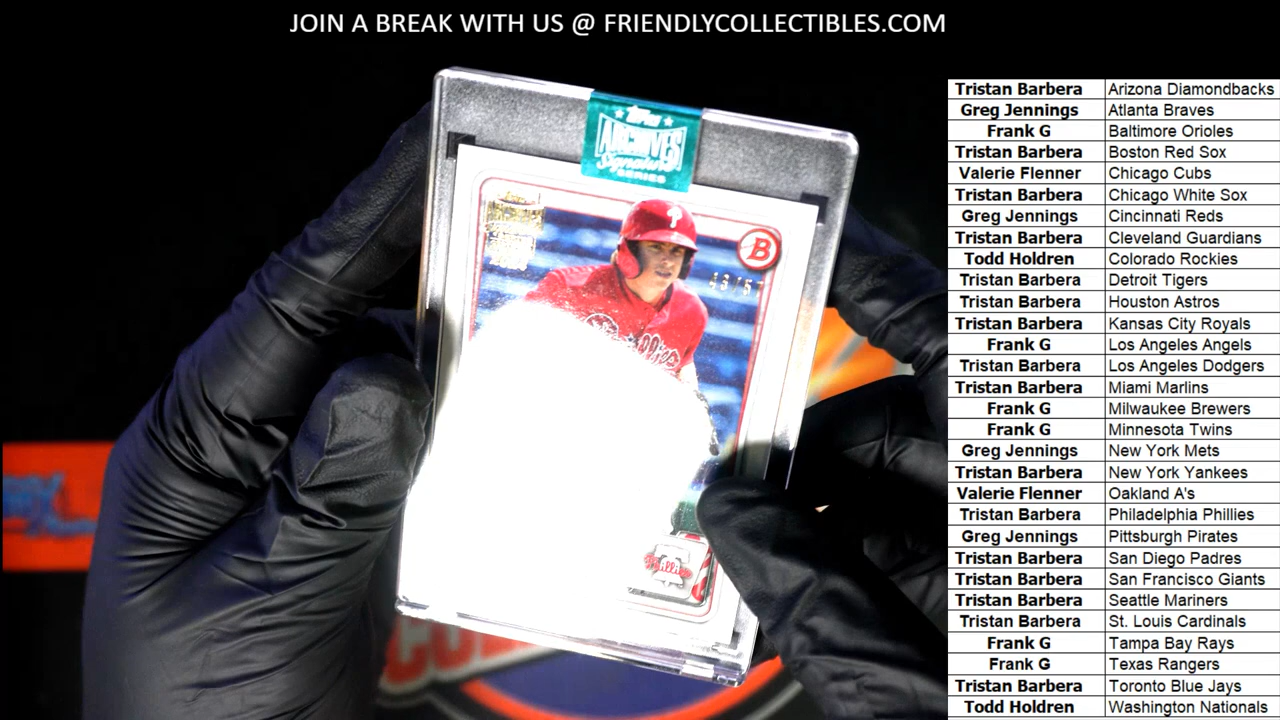 JOIN A BREAK WITH US @ FRIENDLYCOLLECTIBLES.COM
Topps
ARCHIVES
Signature
SERIES
P
B
Phillies
Phillies
Tristan Barbera Arizona Diamondbacks
Greg Jennings Atlanta Braves
Frank G Baltimore Orioles
Tristan Barbera Boston Red Sox
Valerie Flenner Chicago Cubs
Tristan Barbera Chicago White Sox
Greg Jennings Cincinnati Reds
Tristan Barbera Cleveland Guardians
Todd Holdren Colorado Rockies
Tristan Barbera Detroit Tigers
Tristan Barbera Houston Astros
Tristan Barbera Kansas City Royals
Frank G Los Angeles Angels
Tristan Barbera Los Angeles Dodgers
Tristan Barbera Miami Marlins
Frank G Milwaukee Brewers
Frank G Minnesota Twins
Greg Jennings New York Mets
Tristan Barbera New York Yankees
Valerie Flenner Oakland A's
Tristan Barbera Philadelphia Phillies
Greg Jennings Pittsburgh Pirates
Tristan Barbera San Diego Padres
Tristan Barbera San Francisco Giants
Tristan Barbera Seattle Mariners
Tristan Barbera St. Louis Cardinals
Frank G Tampa Bay Rays
Frank G Texas Rangers
Tristan Barbera Toronto Blue Jays
Todd Holdren Washington Nationals